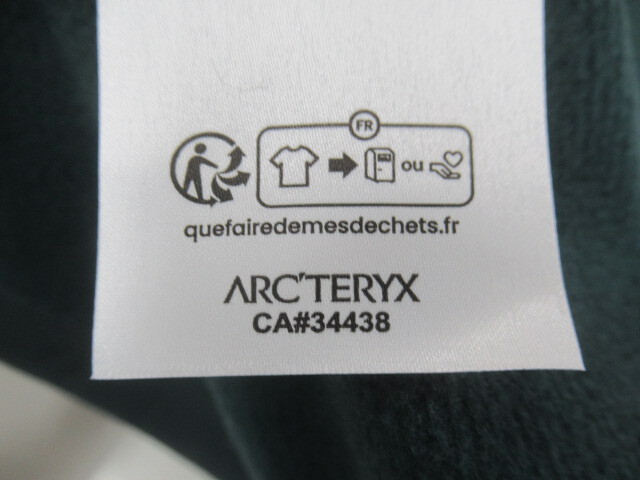 FR
ou
quefairedemesdechets.fr
ARC'TERYX
CA#34438